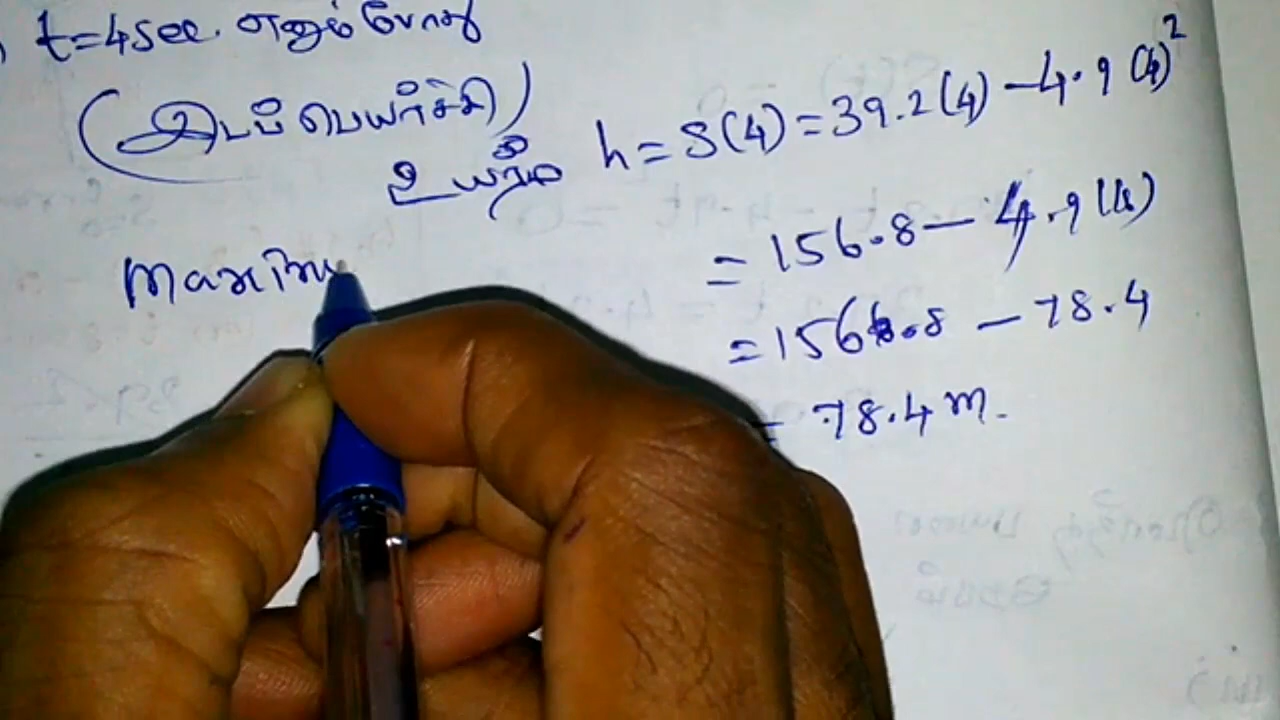 t=4sec. எனும் போது
(இடப்பெயர்ச்சி)
உயரம் h = S(4) = 39.2(4) – 4.9(4)²
= 156.8 – 4.9(16)
= 156.8 – 78.4
= 78.4 m.
Maximu